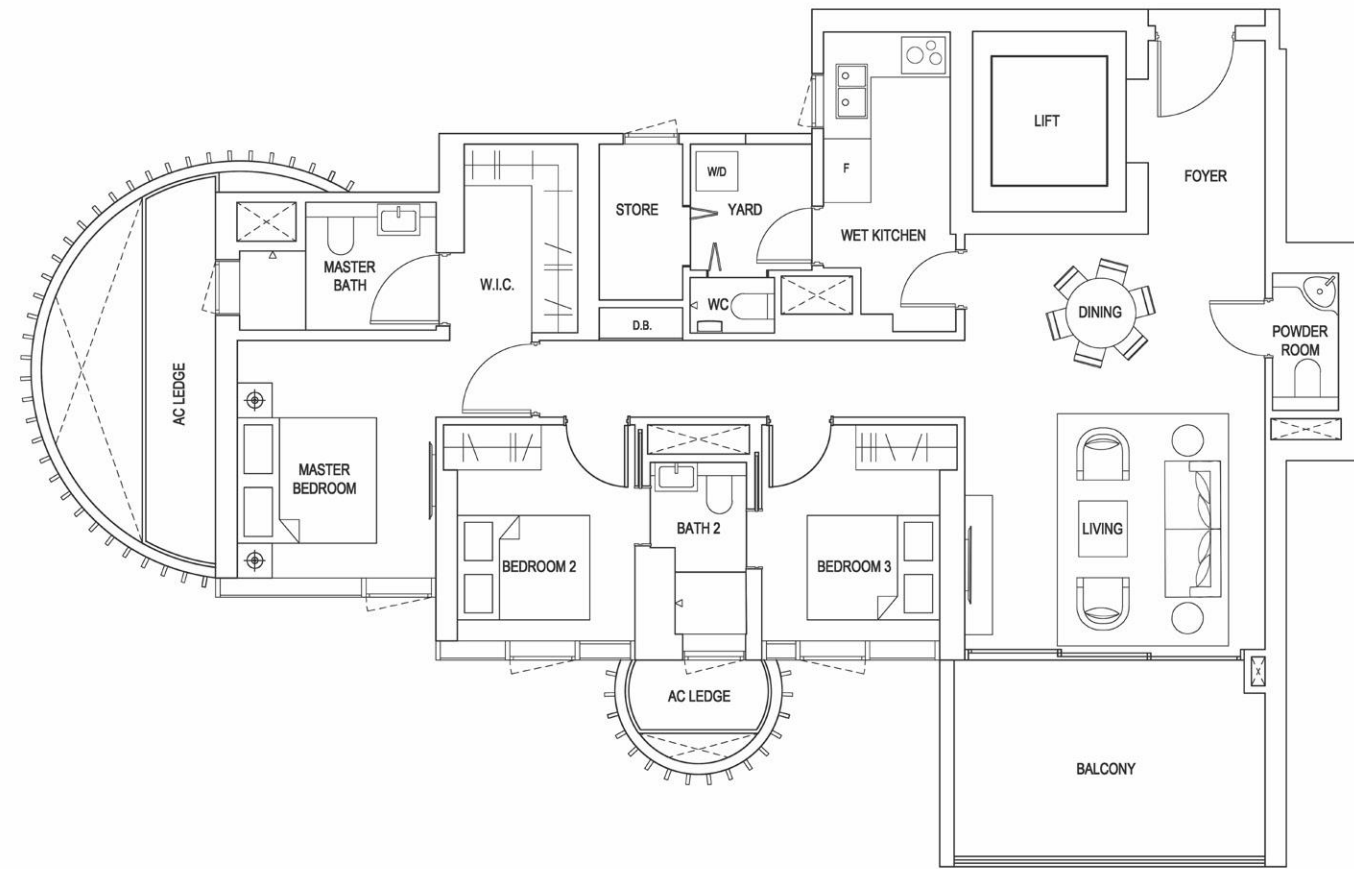 LIFT
FOYER
W/D
F
STORE
YARD
WET KITCHEN
MASTER
BATH
W.I.C.
WC
D.B.
DINING
POWDER
ROOM
AC LEDGE
MASTER
BEDROOM
BEDROOM 2
BATH 2
BEDROOM 3
LIVING
AC LEDGE
BALCONY